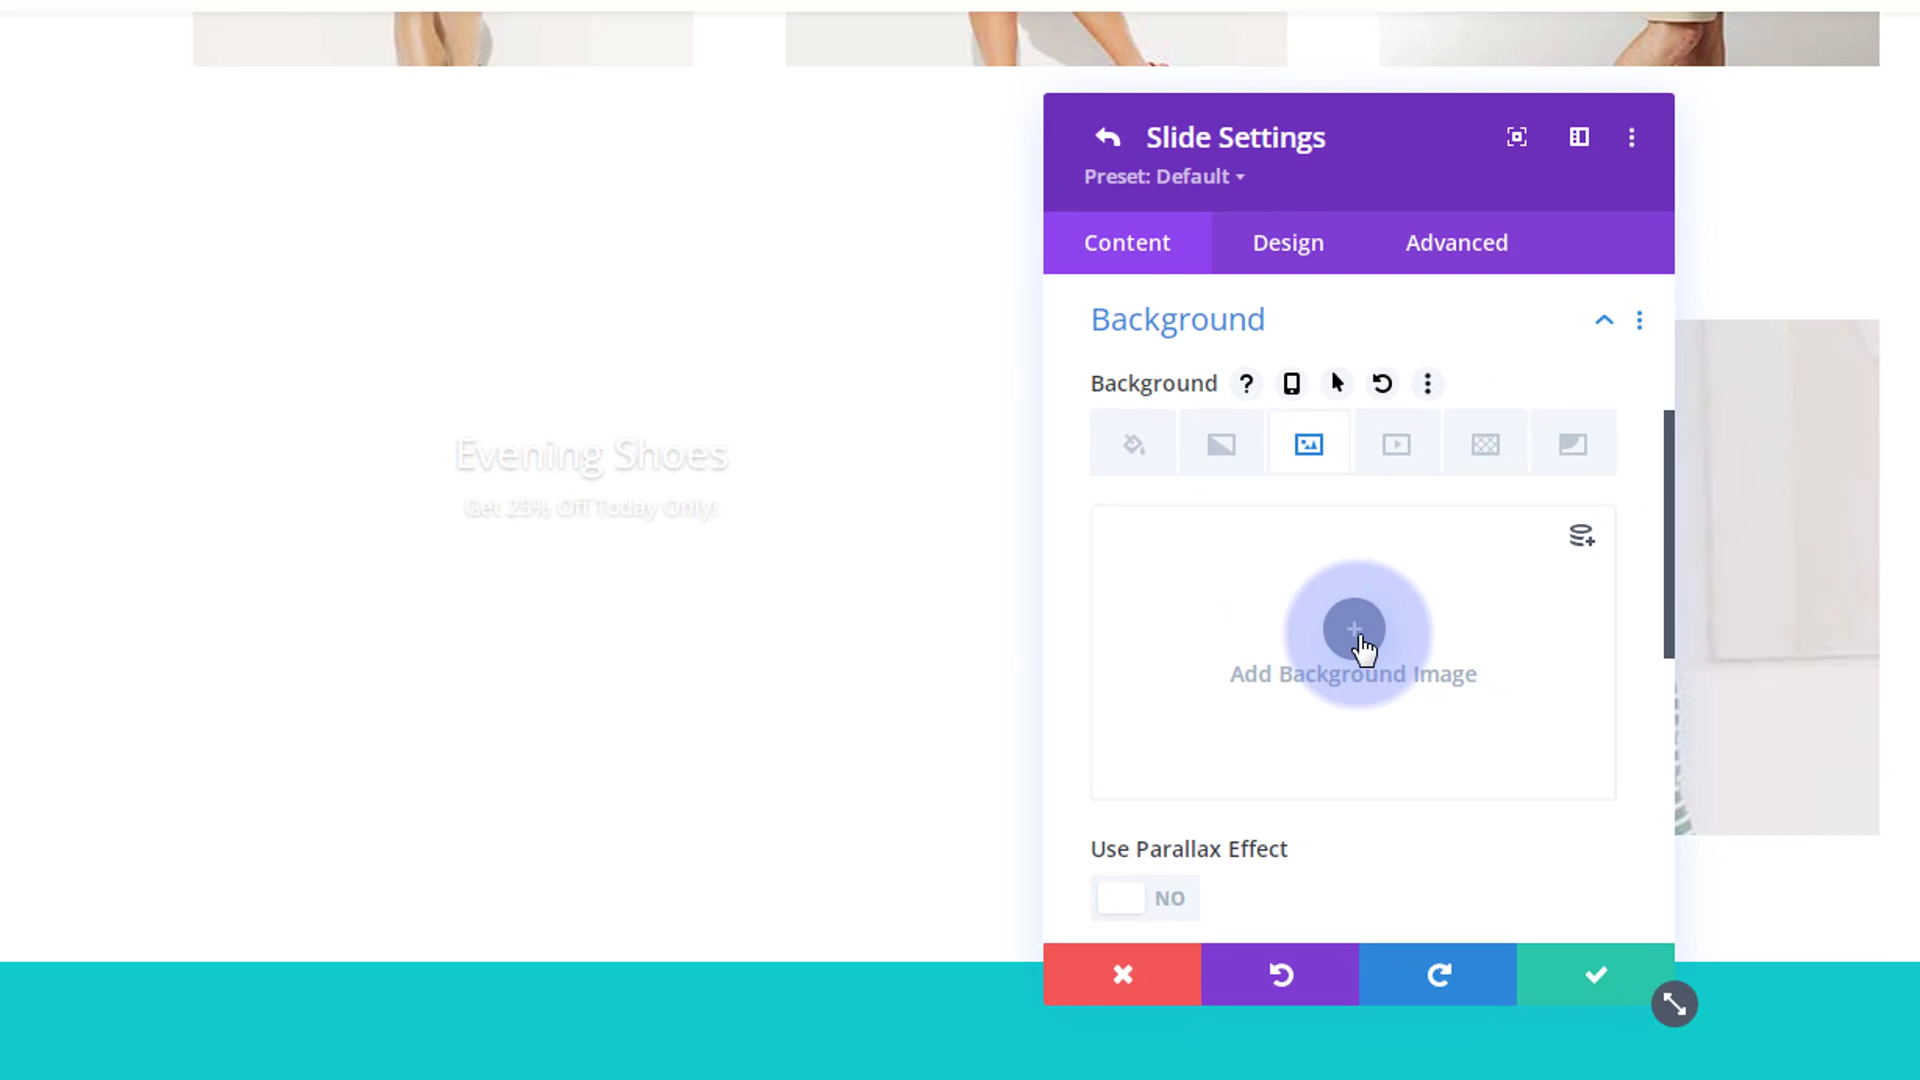 Slide Settings
Preset: Default
Content
Design
Advanced
Background
Background
Evening Shoes
Get 25% Off Today Only!
Add Background Image
Use Parallax Effect
NO